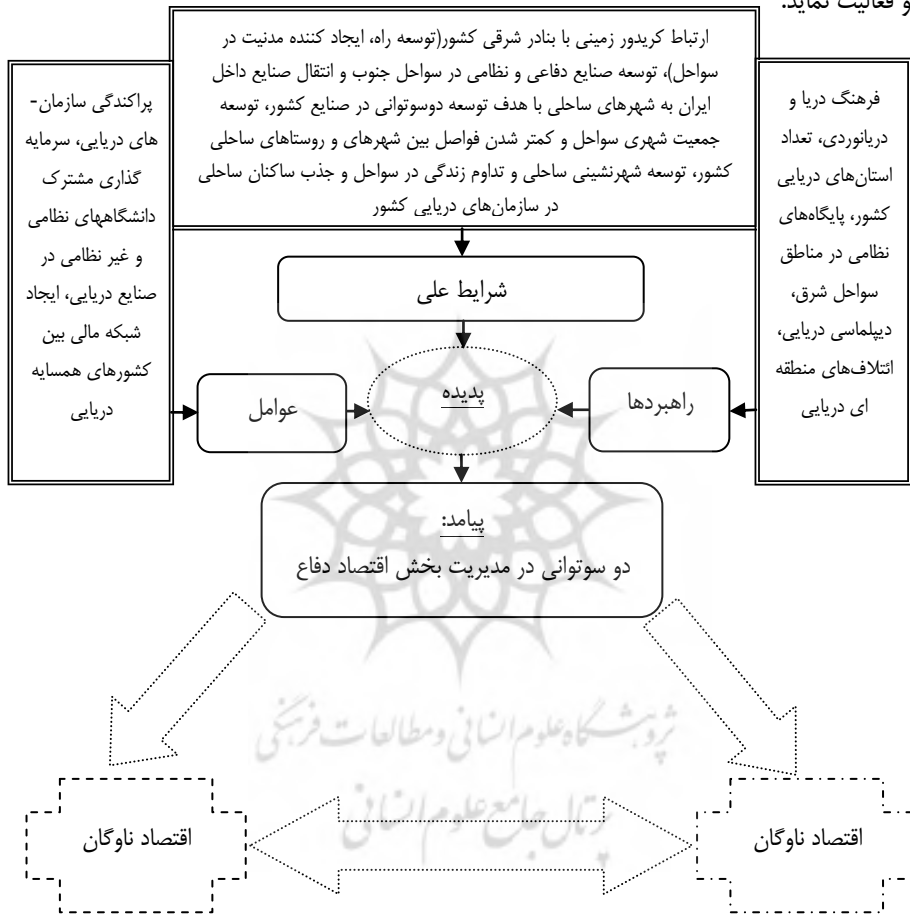 و فعالیت نماید.
ارتباط کریدور زمینی با بنادر شرقی کشور(توسعه راه، ایجاد کننده مدنیت در
سواحل)، توسعه صنایع دفاعی و نظامی در سواحل جنوب و انتقال صنایع داخل
ایران به شهرهای ساحلی با هدف توسعه دوسوتوانی در صنایع کشور، توسعه
جمعیت شهری سواحل و کمتر شدن فواصل بین شهرهای و روستاهای ساحلی
کشور، توسعه شهرنشینی ساحلی و تداوم زندگی در سواحل و جذب ساکنان ساحلی
در سازمان‌های دریایی کشور
فرهنگ دریا و
دریانوردی، تعداد
استان‌های دریایی
کشور، پایگاه‌های
نظامی در مناطق
سواحل شرق،
دیپلماسی دریایی،
ائتلاف‌های منطقه
ای دریایی
پراکندگی سازمان-
های دریایی، سرمایه
گذاری مشترک
دانشگاههای نظامی
و غیر نظامی در
صنایع دریایی، ایجاد
شبکه مالی بین
کشورهای همسایه
دریایی
شرایط علی
راهبردها
پدیده
عوامل
پیامد:
دو سوتوانی در مدیریت بخش اقتصاد دفاع
پژوهشگاه علوم انسانی و مطالعات فرهنگی
پرتال جامع علوم انسانی
اقتصاد ناوگان
اقتصاد ناوگان